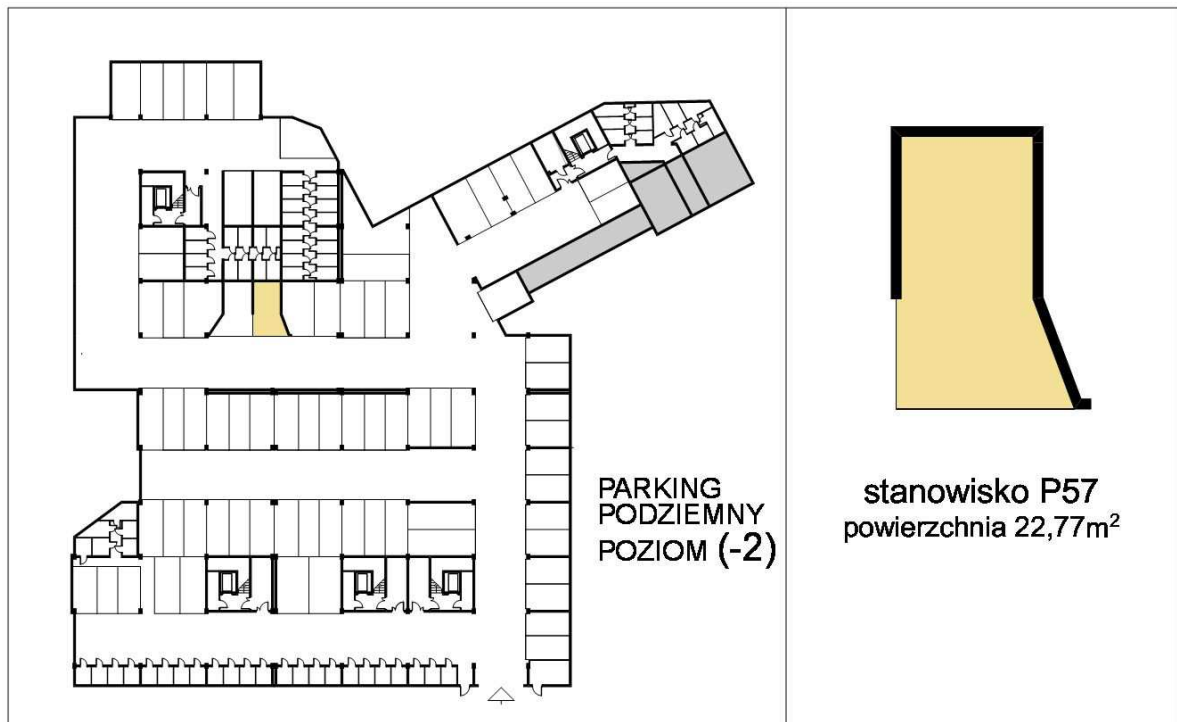 PARKING
PODZIEMNY
POZIOM (-2)
stanowisko P57
powierzchnia 22,77m²